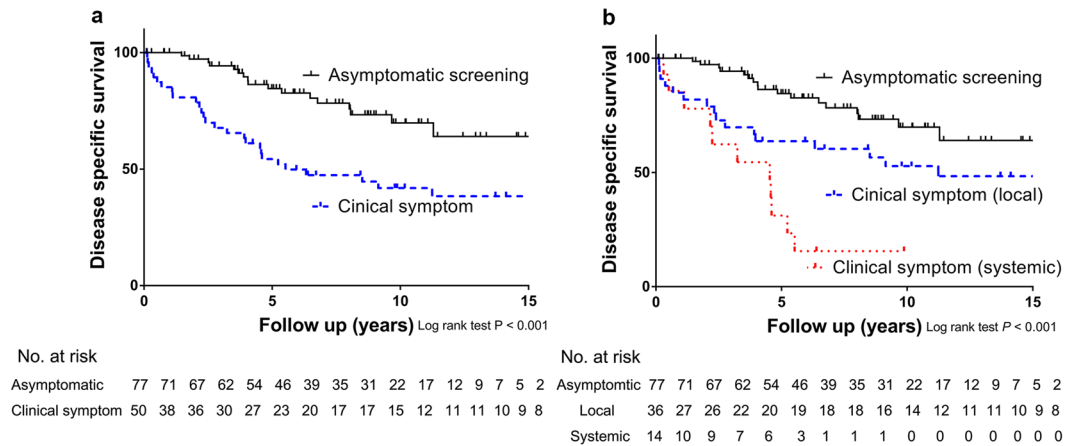 a
100
50
0
Disease specific survival
Asymptomatic screening
Cinical symptom
0 5 10 15
Follow up (years) Log rank test P < 0.001
No. at risk
Asymptomatic 77 71 67 62 54 46 39 35 31 22 17 12 9 7 5 2
Clinical symptom 50 38 36 30 27 23 20 17 17 15 12 11 11 10 9 8
b
100
50
0
Disease specific survival
Asymptomatic screening
Cinical symptom (local)
Clinical symptom (systemic)
0 5 10 15
Follow up (years) Log rank test P < 0.001
No. at risk
Asymptomtic 77 71 67 62 54 46 39 35 31 22 17 12 9 7 5 2
Local 36 27 26 22 20 19 18 18 16 14 12 11 11 10 9 8
Systemic 14 10 9 7 6 3 1 1 1 0 0 0 0 0 0 0